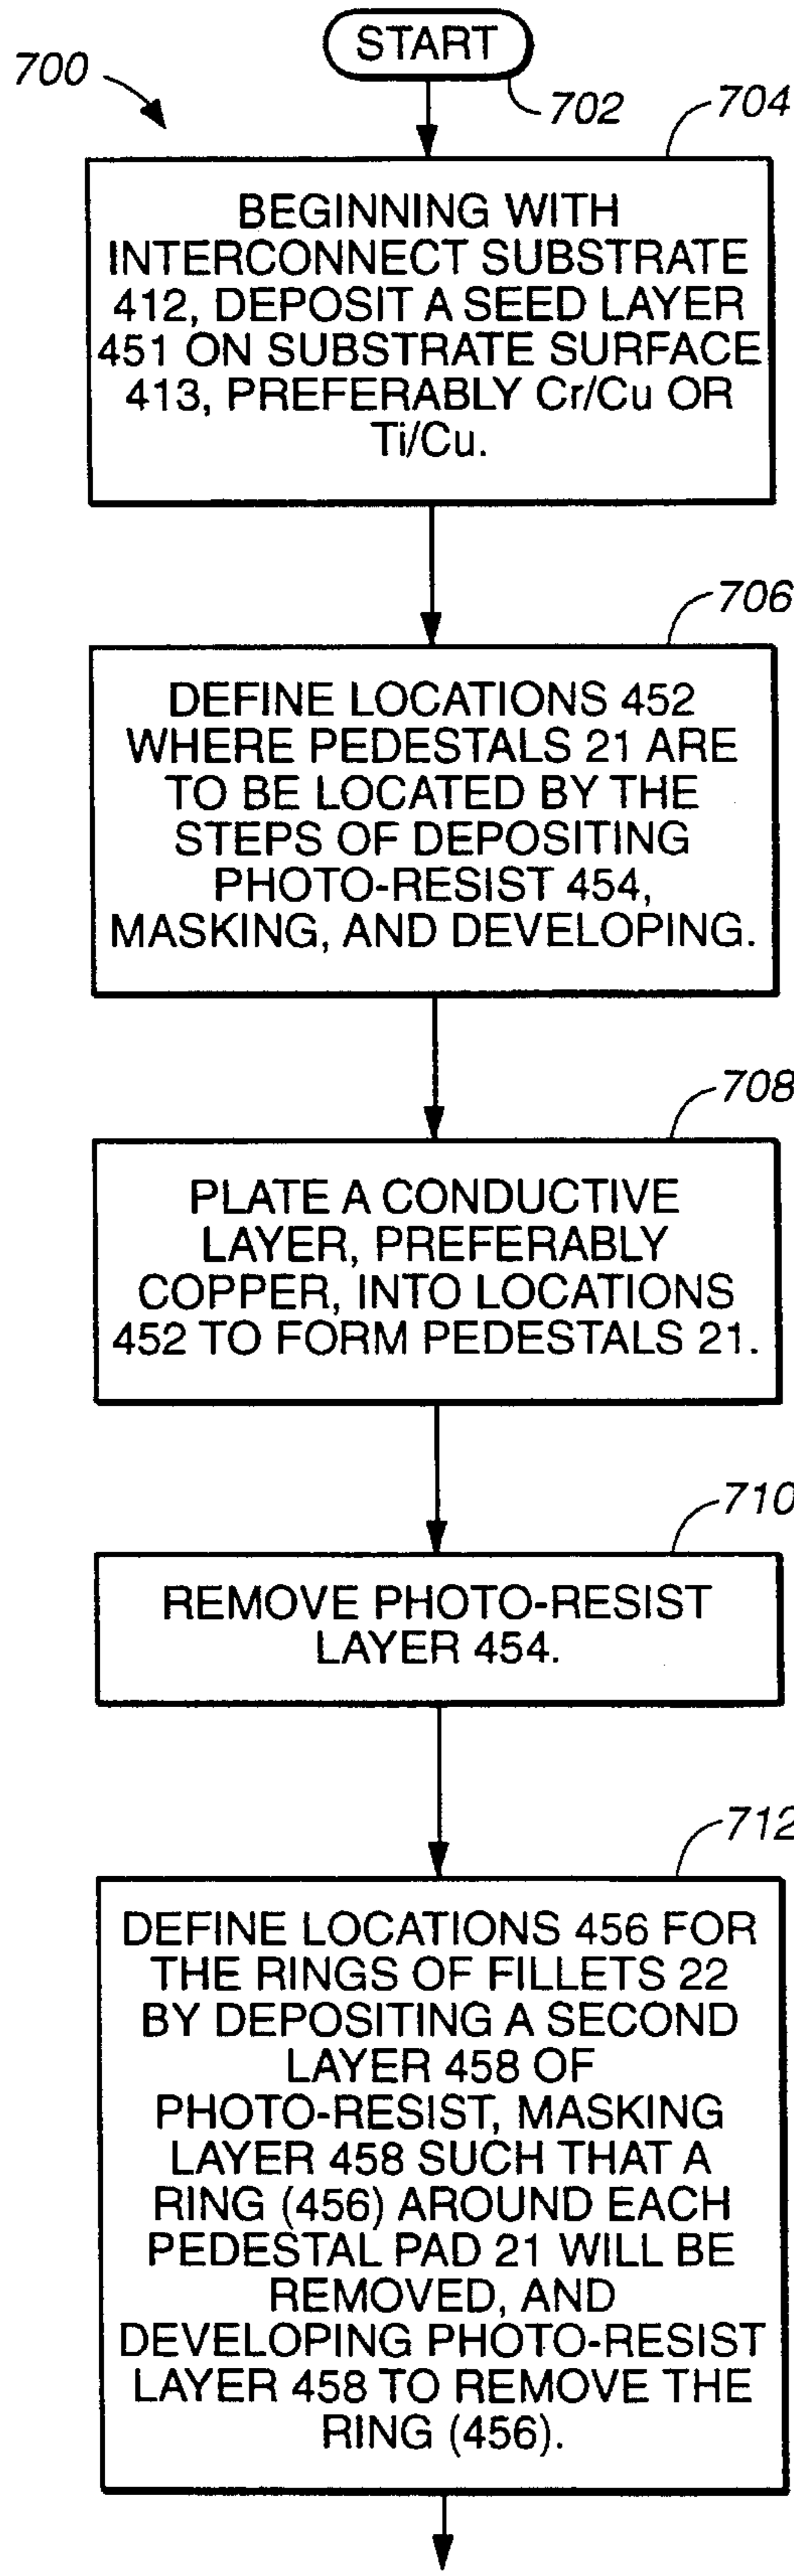 START
700
702
704
BEGINNING WITH
INTERCONNECT SUBSTRATE
412, DEPOSIT A SEED LAYER
451 ON SUBSTRATE SURFACE
413, PREFERABLY Cr/Cu OR
Ti/Cu.
706
DEFINE LOCATIONS 452
WHERE PEDESTALS 21 ARE
TO BE LOCATED BY THE
STEPS OF DEPOSITING
PHOTO-RESIST 454,
MASKING, AND DEVELOPING.
708
PLATE A CONDUCTIVE
LAYER, PREFERABLY
COPPER, INTO LOCATIONS
452 TO FORM PEDESTALS 21.
710
REMOVE PHOTO-RESIST
LAYER 454.
712
DEFINE LOCATIONS 456 FOR
THE RINGS OF FILLETS 22
BY DEPOSITING A SECOND
LAYER 458 OF
PHOTO-RESIST, MASKING
LAYER 458 SUCH THAT A
RING (456) AROUND EACH
PEDESTAL PAD 21 WILL BE
REMOVED, AND
DEVELOPING PHOTO-RESIST
LAYER 458 TO REMOVE THE
RING (456).